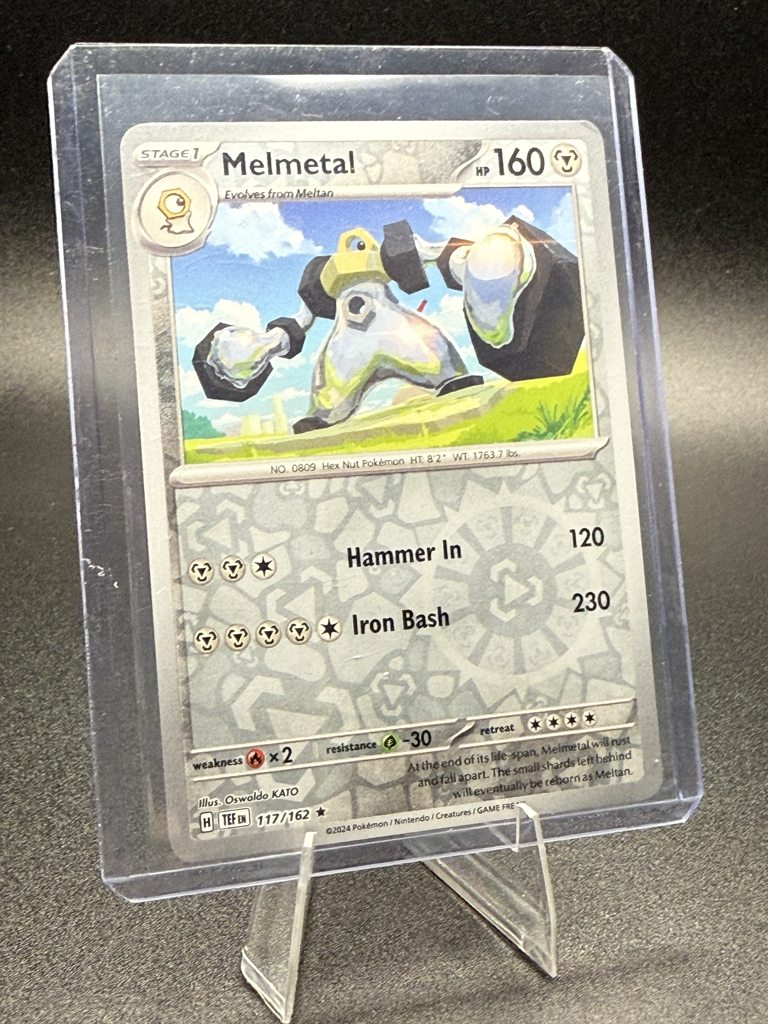 STAGE 1 Melmetal HP 160
Evolves from Meltan
NO. 0809 Hex Nut Pokémon HT: 8'2" WT: 1763.7 lbs.
Hammer In 120
Iron Bash 230
weakness ×2 resistance -30 retreat
At the end of its life-span, Melmetal will rust
and fall apart. The small shards left behind
will eventually be reborn as Meltan.
Illus. Oswaldo KATO
H TEF EN 117/162 ★
©2024 Pokémon / Nintendo / Creatures / GAME FRE